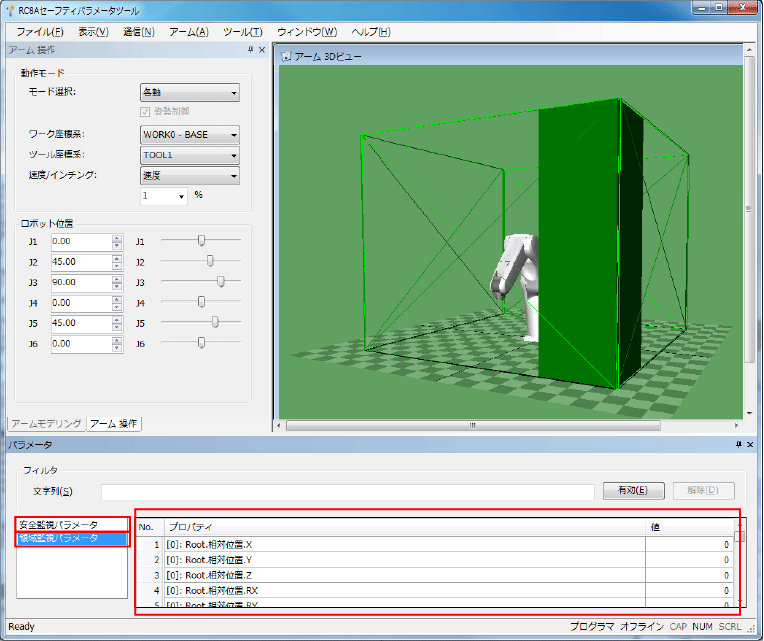 RC8Aセーフティパラメータツール
ファイル(F) 表示(V) 通信(N) アーム(A) ツール(T) ウィンドウ(W) ヘルプ(H)
アーム 操作
動作モード
モード選択: 各軸
姿勢制御
ワーク座標系: WORK0 - BASE
ツール座標系: TOOL1
速度/インチング: 速度
1 %
ロボット位置
J1 0.00 J1
J2 45.00 J2
J3 90.00 J3
J4 0.00 J4
J5 45.00 J5
J6 0.00 J6
アームモデリング アーム 操作
アーム 3Dビュー
パラメータ
フィルタ
文字列(S) 有効(E) 解除(D)
安全監視パラメータ
領域監視パラメータ
No. プロパティ 値
1 [0]: Root.相対位置.X 0
2 [0]: Root.相対位置.Y 0
3 [0]: Root.相対位置.Z 0
4 [0]: Root.相対位置.RX 0
5 [0]: Root.相対位置.RY 0
Ready プログラマ オフライン CAP NUM SCRL